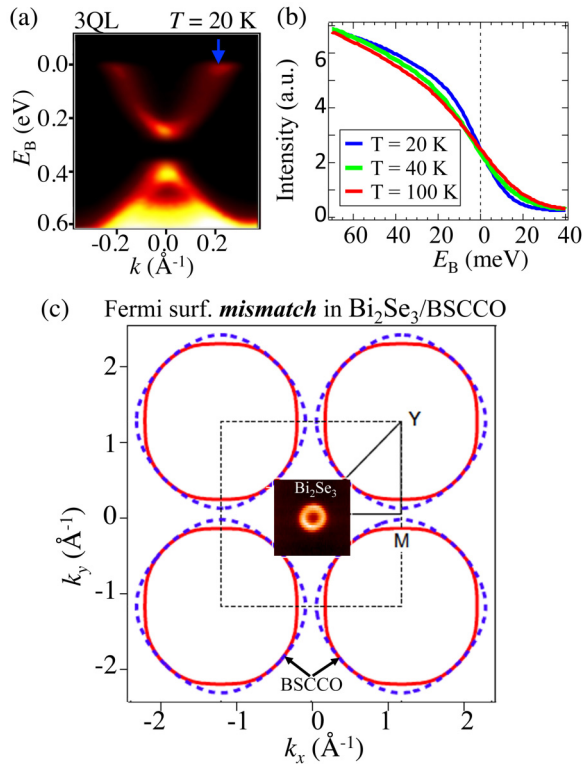 (a) 3QL T = 20 K
0.0
0.2
0.4
0.6
E_B (eV)
-0.2 0.0 0.2
k (Å⁻¹)
(b)
6
4
2
0
Intensity (a.u.)
T = 20 K
T = 40 K
T = 100 K
60 40 20 0 20 40
E_B (meV)
(c) Fermi surf. mismatch in Bi₂Se₃/BSCCO
2
1
0
-1
-2
k_y (Å⁻¹)
Y
Bi₂Se₃
M
BSCCO
-2 -1 0 1 2
k_x (Å⁻¹)